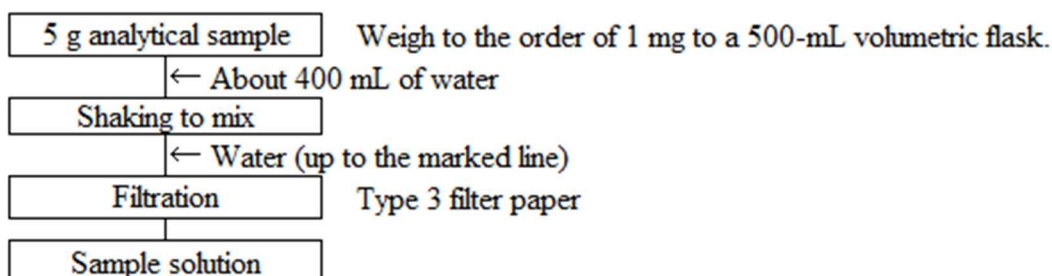 5 g analytical sample Weigh to the order of 1 mg to a 500-mL volumetric flask.
← About 400 mL of water
Shaking to mix
← Water (up to the marked line)
Filtration Type 3 filter paper
Sample solution